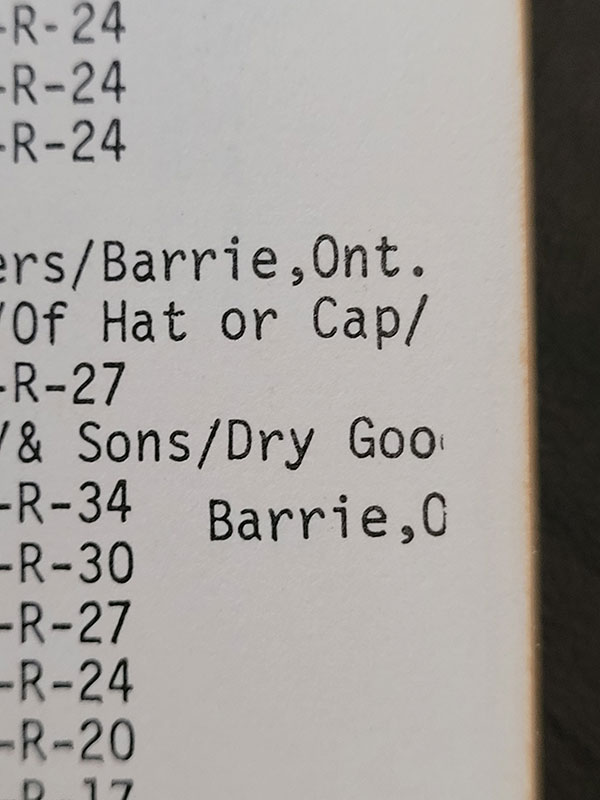 -R-24
-R-24
-R-24
ers/Barrie,Ont.
/Of Hat or Cap/
-R-27
/& Sons/Dry Goo
-R-34 Barrie,O
-R-30
-R-27
-R-24
-R-20
-R-17